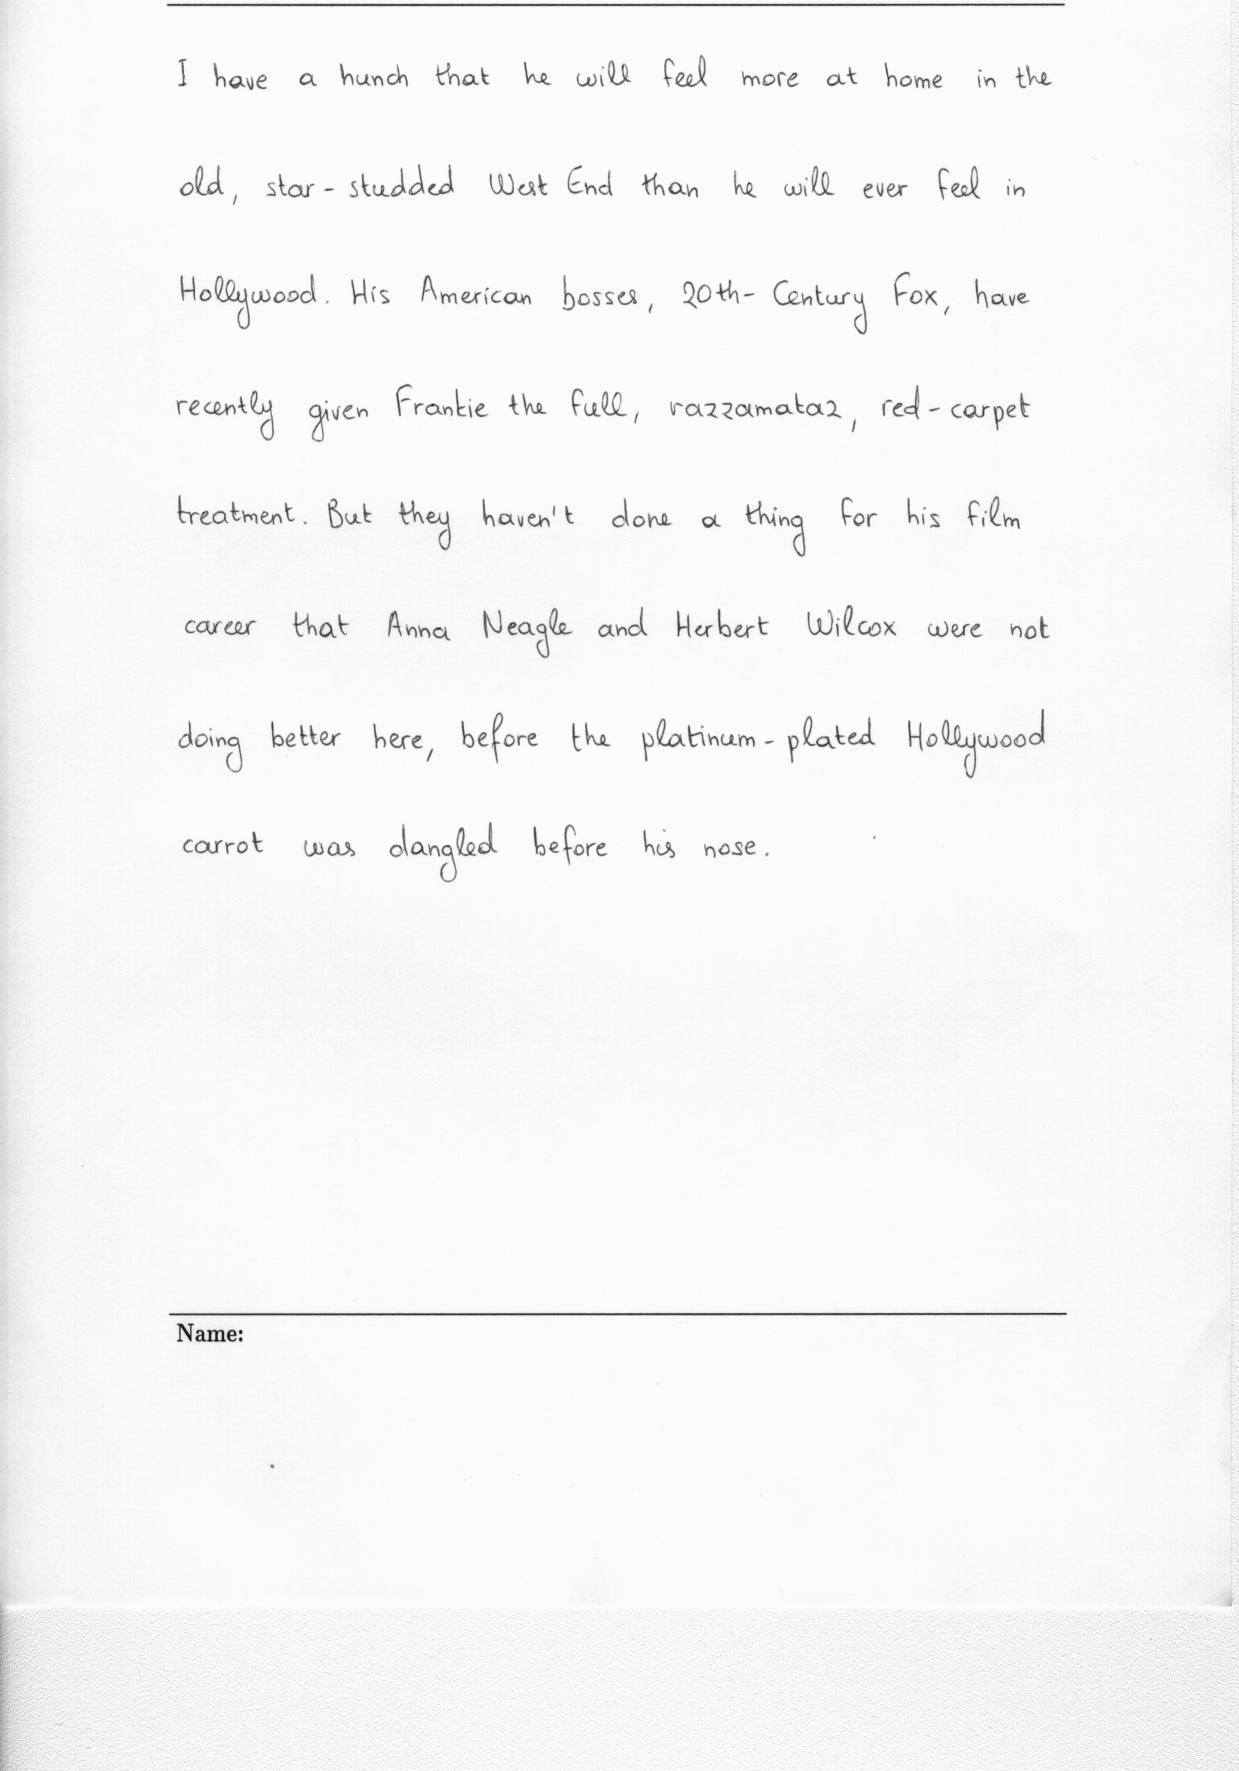 I have a hunch that he will feel more at home in the
old, star-studded West End than he will ever feel in
Hollywood. His American bosses, 20th-Century Fox, have
recently given Frankie the full, razzamataz, red-carpet
treatment. But they haven't done a thing for his film
career that Anna Neagle and Herbert Wilcox were not
doing better here, before the platinum-plated Hollywood
carrot was dangled before his nose.
Name: